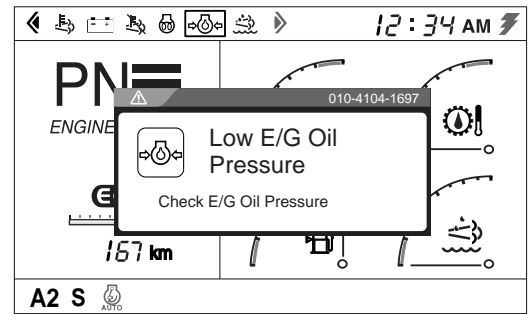 12:34 AM
PN
010-4104-1697
ENGINE
Low E/G Oil
Pressure
Check E/G Oil Pressure
E
167 km
A2 S
AUTO